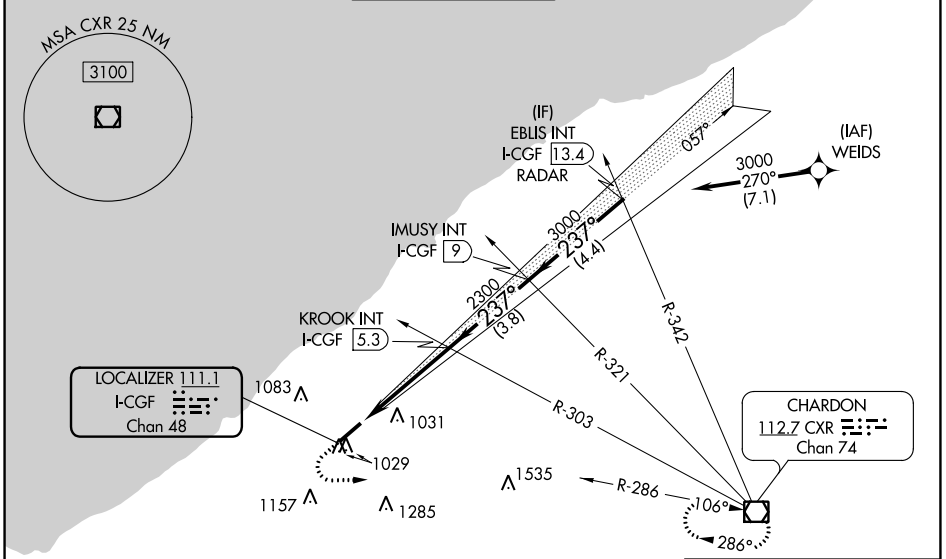 MSA CXR 25 NM
3100
(IF)
EBLIS INT
I-CGF 13.4
RADAR
057°
(IAF)
WEIDS
3000
270°
(7.1)
IMUSY INT
I-CGF 9
3000
237°
(4.4)
2300
237°
(3.8)
KROOK INT
I-CGF 5.3
R-342
R-321
R-303
LOCALIZER 111.1
I-CGF
Chan 48
1083
1031
1029
1157
1285
1535
CHARDON
112.7 CXR
Chan 74
R-286
106°
286°